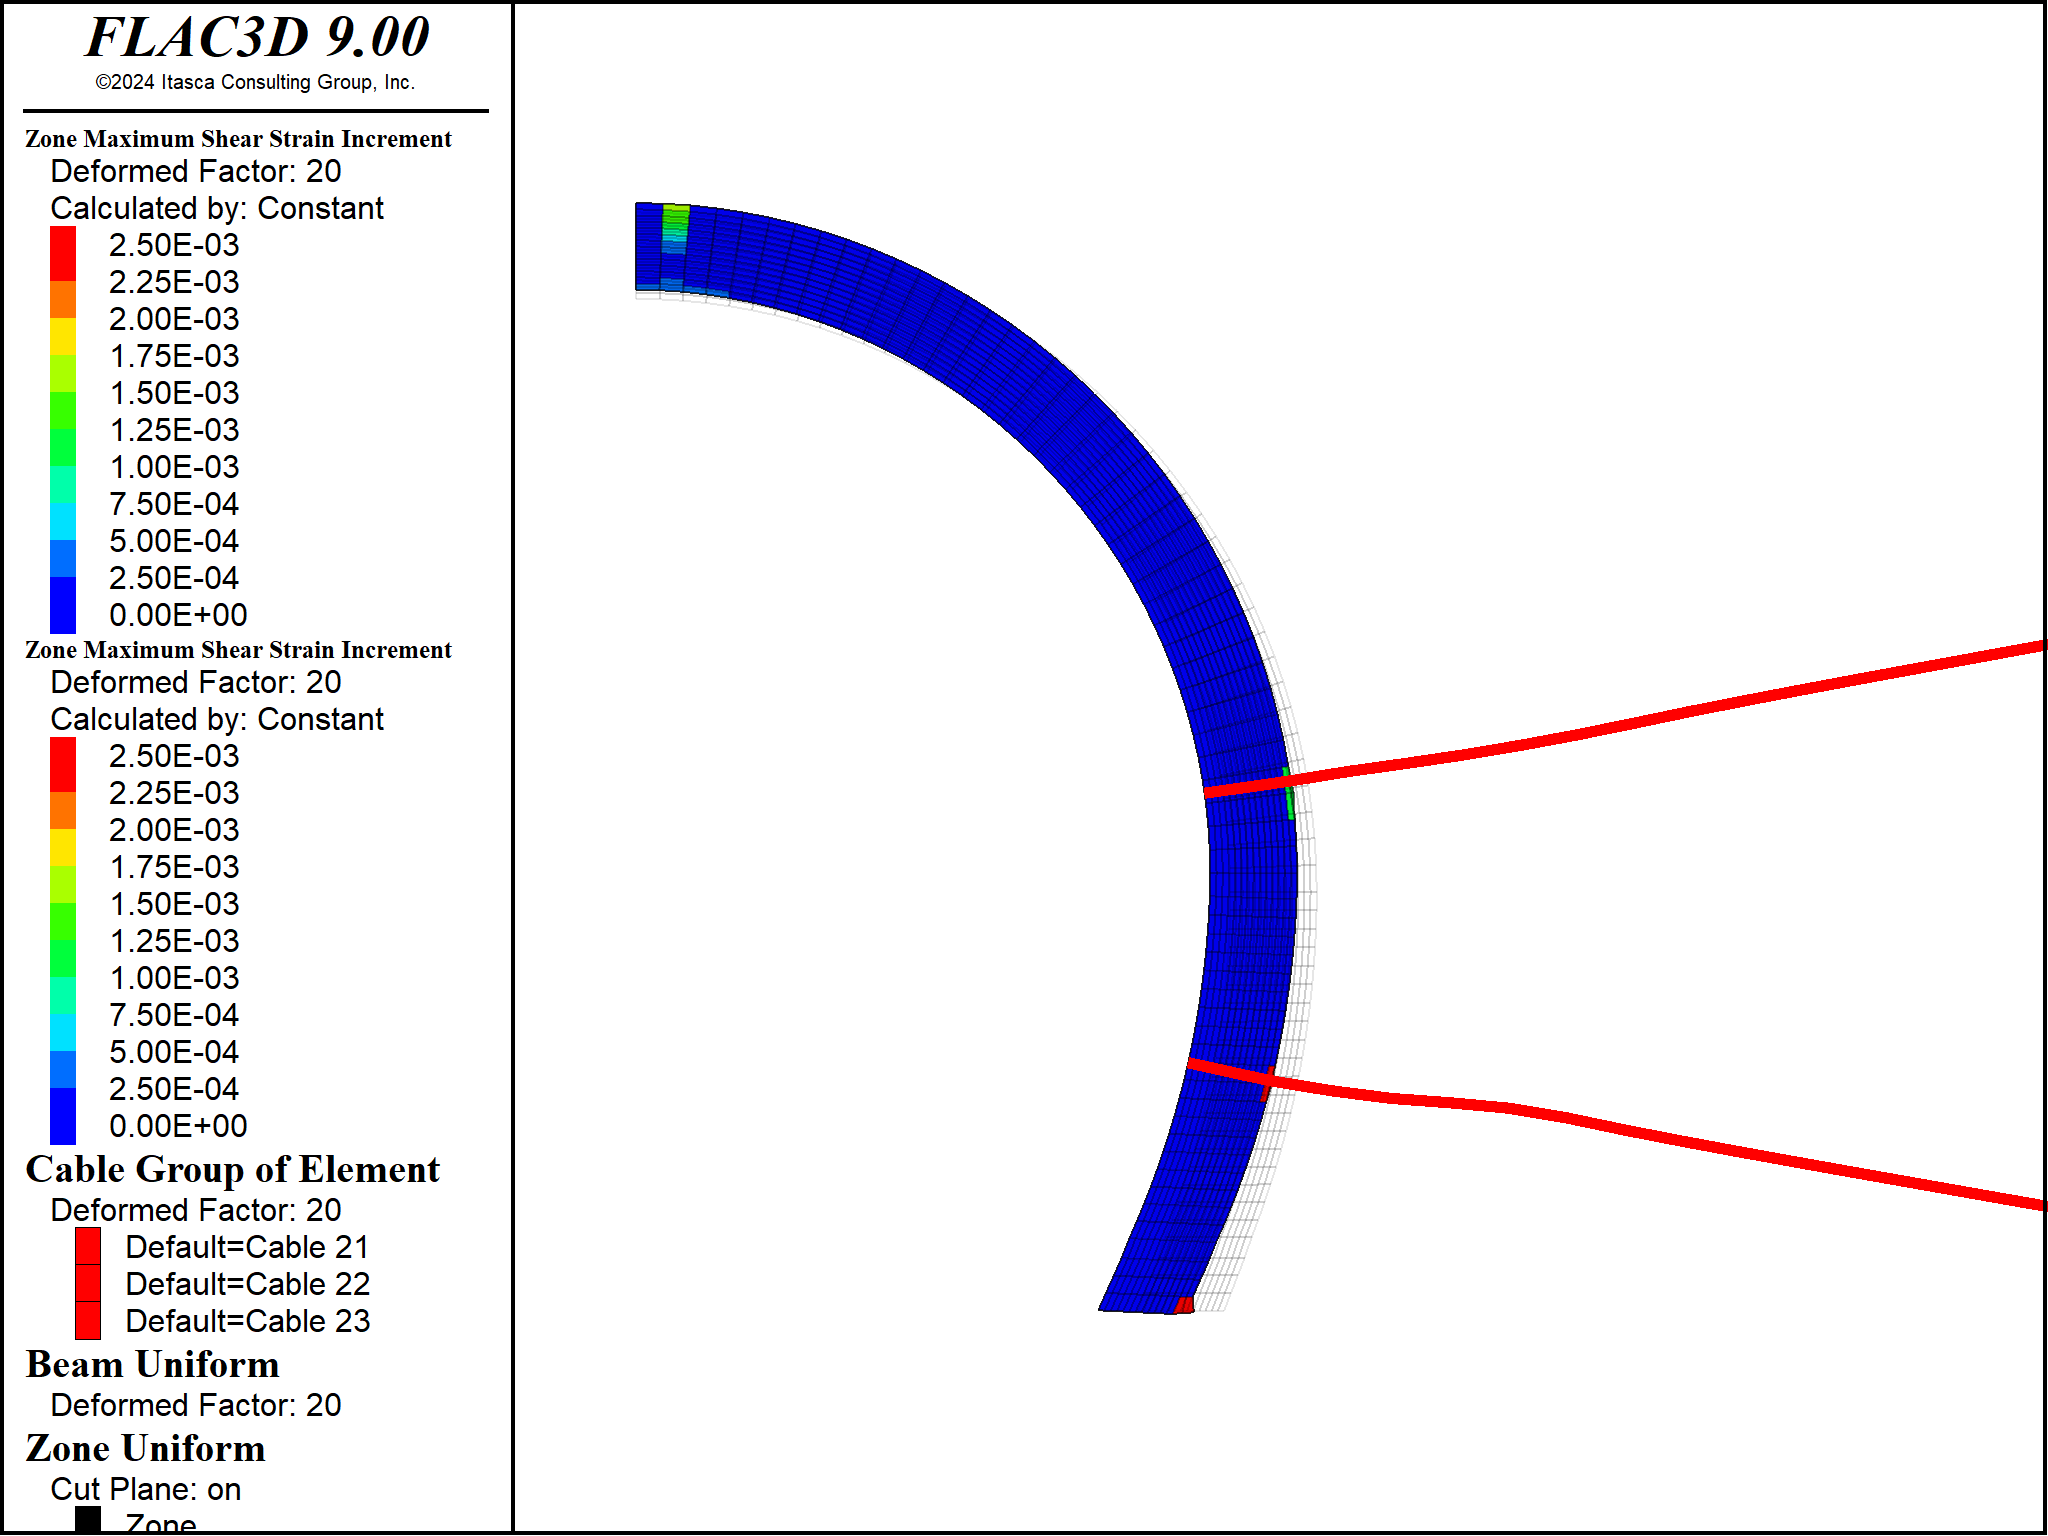 FLAC3D 9.00
©2024 Itasca Consulting Group, Inc.
Zone Maximum Shear Strain Increment
Deformed Factor: 20
Calculated by: Constant
2.50E-03
2.25E-03
2.00E-03
1.75E-03
1.50E-03
1.25E-03
1.00E-03
7.50E-04
5.00E-04
2.50E-04
0.00E+00
Zone Maximum Shear Strain Increment
Deformed Factor: 20
Calculated by: Constant
2.50E-03
2.25E-03
2.00E-03
1.75E-03
1.50E-03
1.25E-03
1.00E-03
7.50E-04
5.00E-04
2.50E-04
0.00E+00
Cable Group of Element
Deformed Factor: 20
Default=Cable 21
Default=Cable 22
Default=Cable 23
Beam Uniform
Deformed Factor: 20
Zone Uniform
Cut Plane: on
Zone